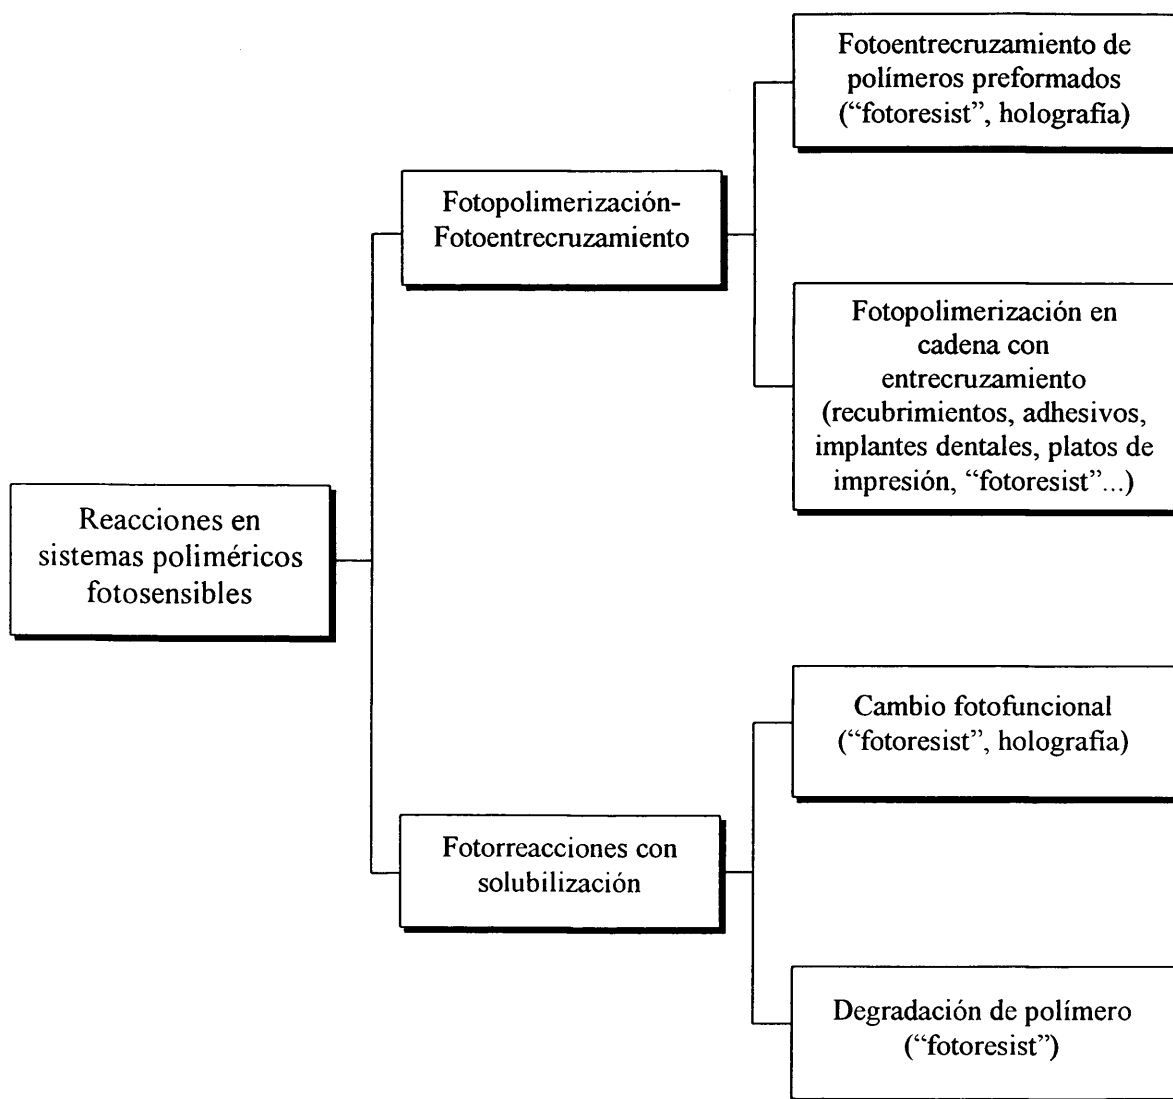 Fotoentrecruzamiento de
polímeros preformados
(“fotoresist”, holografía)
Fotopolimerización-
Fotoentrecruzamiento
Fotopolimerización en
cadena con
entrecruzamiento
(recubrimientos, adhesivos,
implantes dentales, platos de
impresión, “fotoresist”...)
Reacciones en
sistemas poliméricos
fotosensibles
Cambio fotofuncional
(“fotoresist”, holografía)
Fotorreacciones con
solubilización
Degradación de polímero
(“fotoresist”)